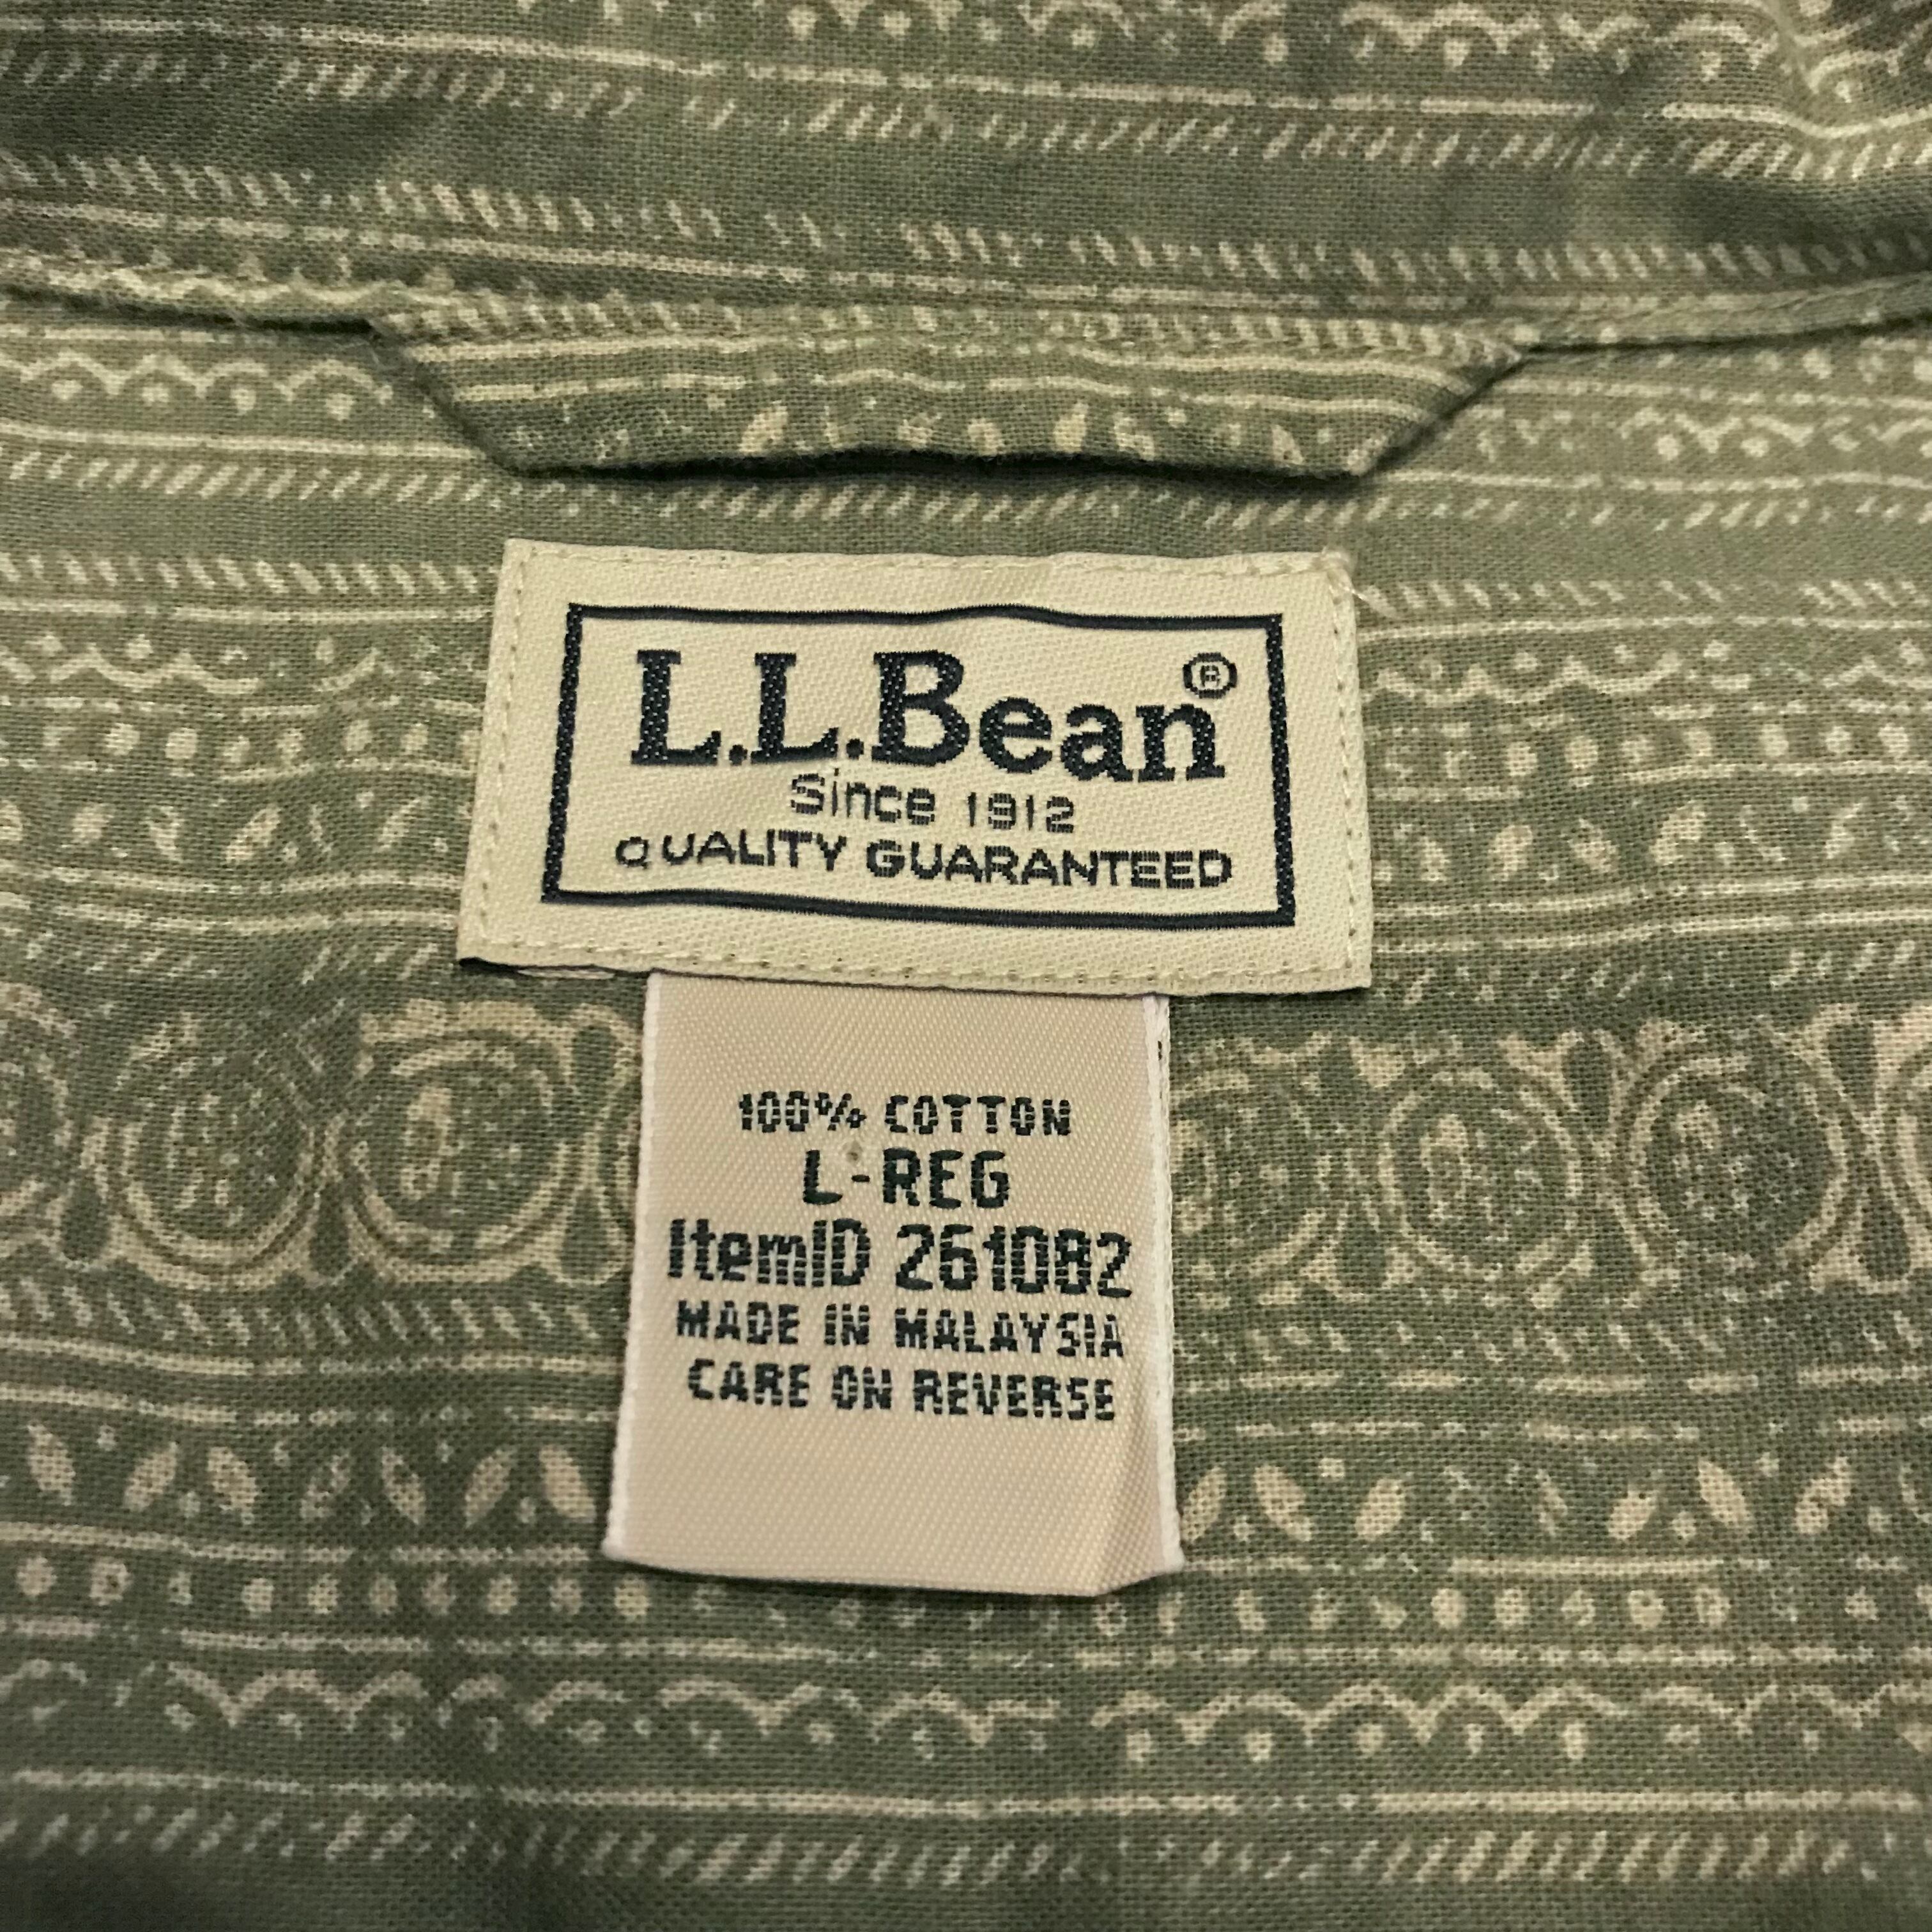 L.L.Bean®
Since 1912
QUALITY GUARANTEED
100% COTTON
L-REG
ItemID 261082
MADE IN MALAYSIA
CARE ON REVERSE